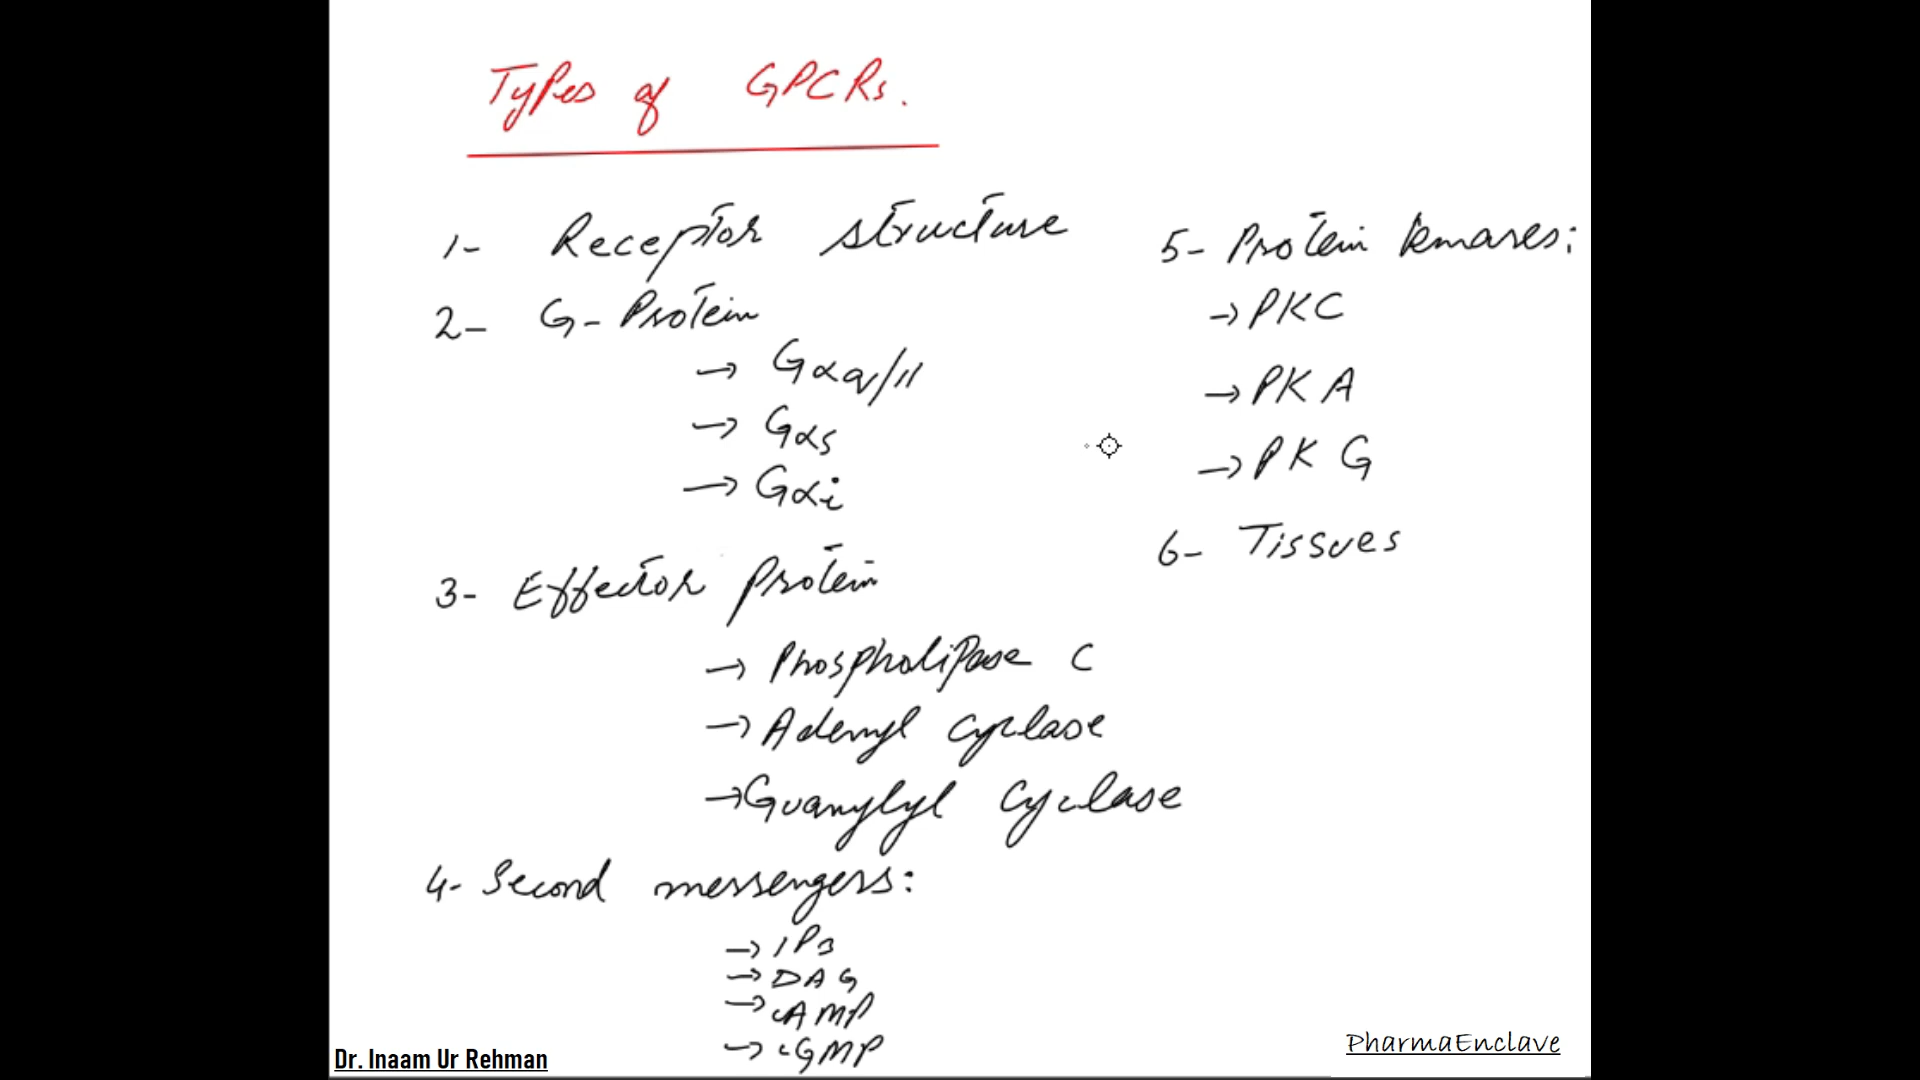 Types of GPCRs.
1- Receptor structure
2- G-Protein
→ Gαq/11
→ Gαs
→ Gαi
3- Effector Protein
→ Phospholipase C
→ Adenyl cyclase
→ Guanylyl cyclase
4- Second messengers:
→ IP3
→ DAG
→ cAMP
→ cGMP
5- Protein kinases:
→ PKC
→ PKA
→ PKG
6- Tissues
Dr. Inaam Ur Rehman
PharmaEnclave